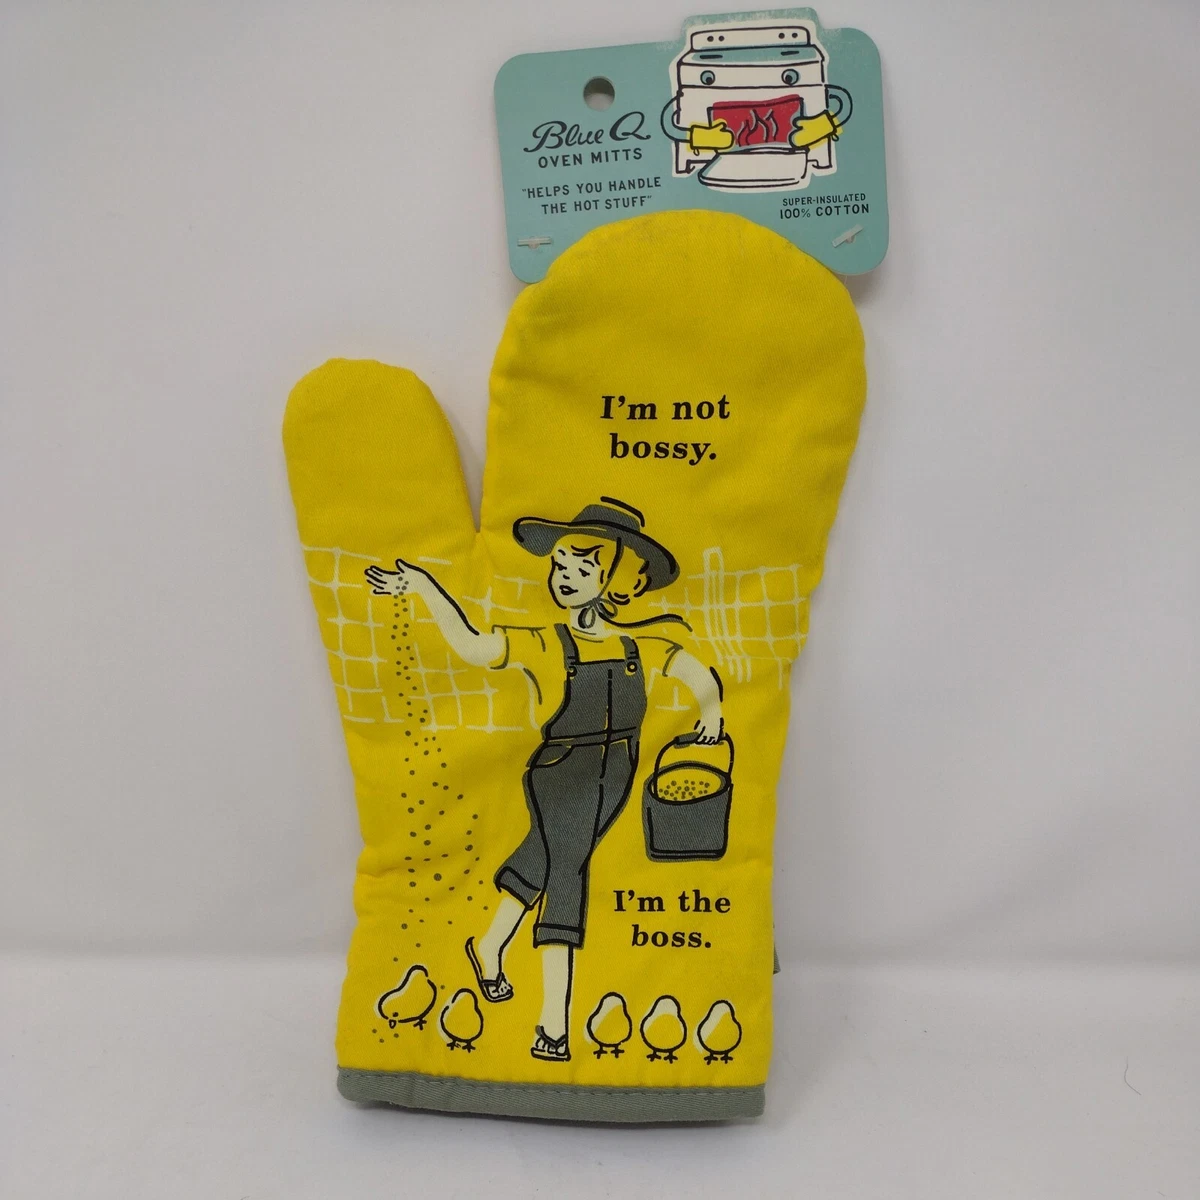 Blue Q
OVEN MITTS
"HELPS YOU HANDLE
THE HOT STUFF"
SUPER-INSULATED
100% COTTON
I'm not
bossy.
I'm the
boss.